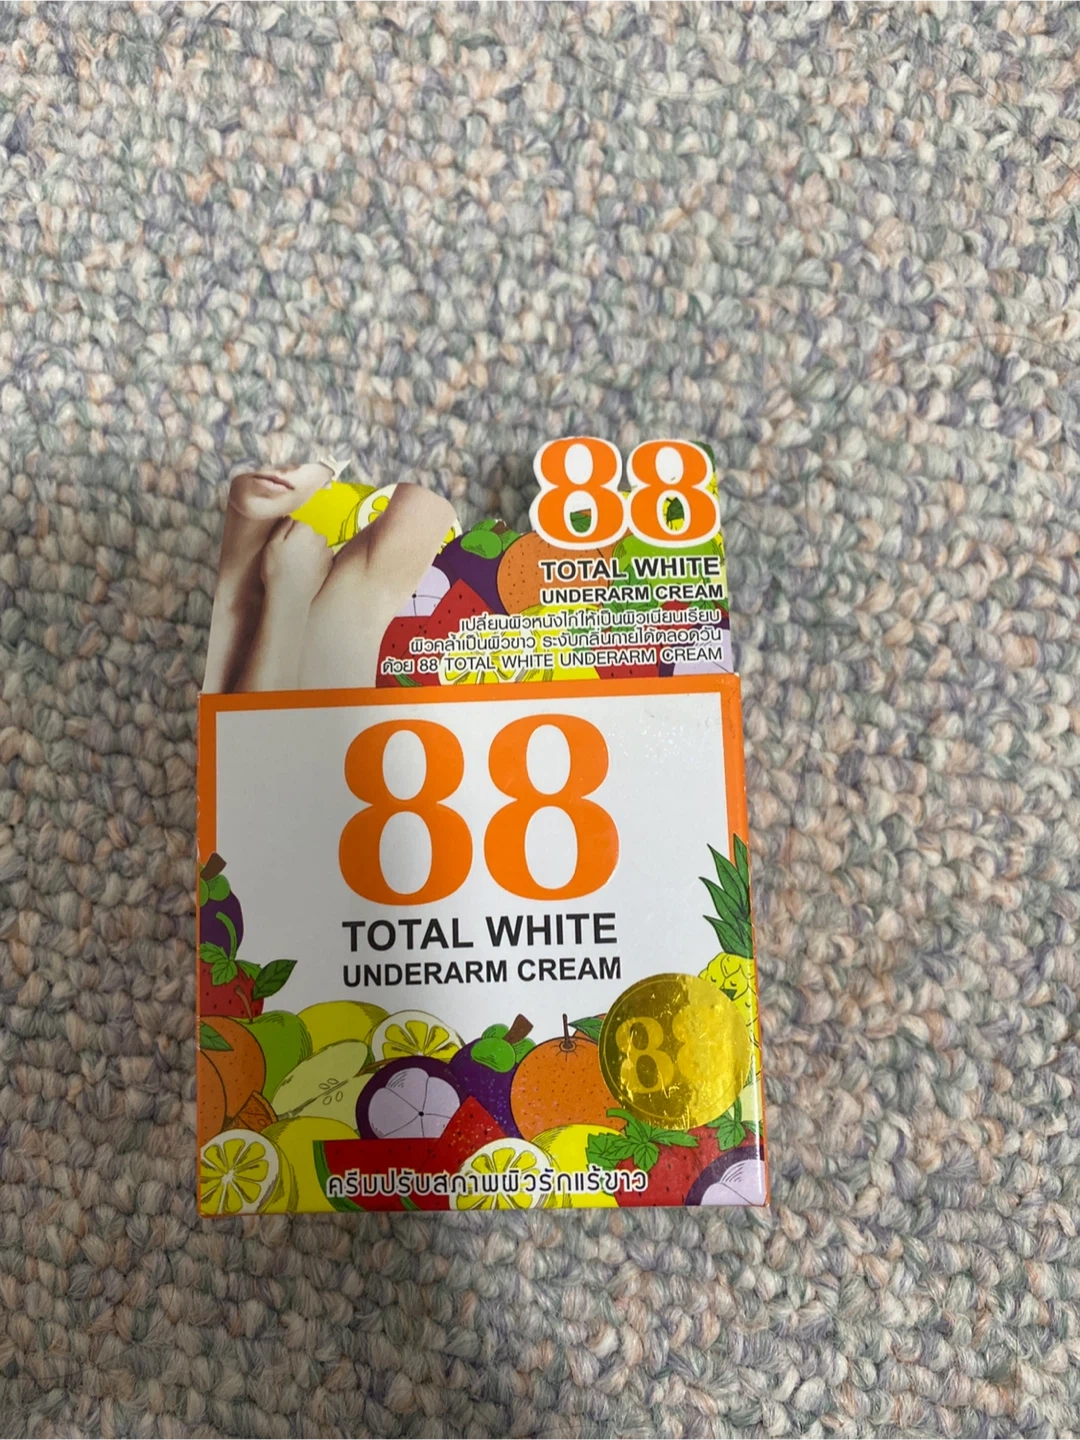 88
TOTAL WHITE
UNDERARM CREAM
เปลี่ยนผิวหนังไก่ให้เป็นผิวเนียนเรียบ
ผิวคล้ำเป็นผิวขาว ระงับกลิ่นกายได้ตลอดวัน
ด้วย 88 TOTAL WHITE UNDERARM CREAM
88
TOTAL WHITE
UNDERARM CREAM
88
ครีมปรับสภาพผิวรักแร้ขาว